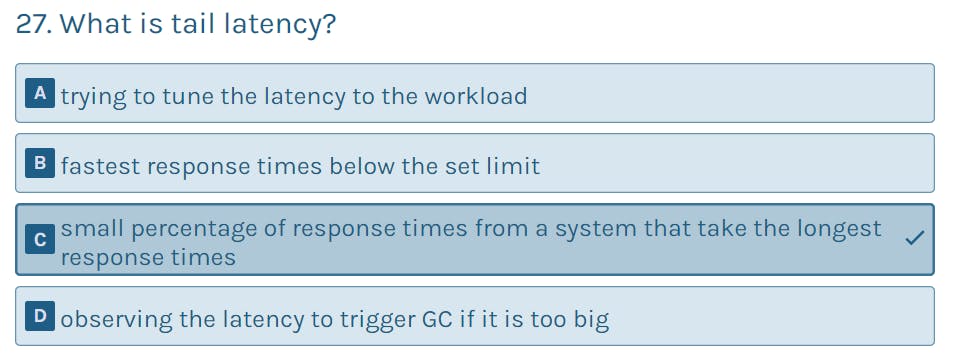 27. What is tail latency?
A trying to tune the latency to the workload
B fastest response times below the set limit
C small percentage of response times from a system that take the longest
response times
D observing the latency to trigger GC if it is too big